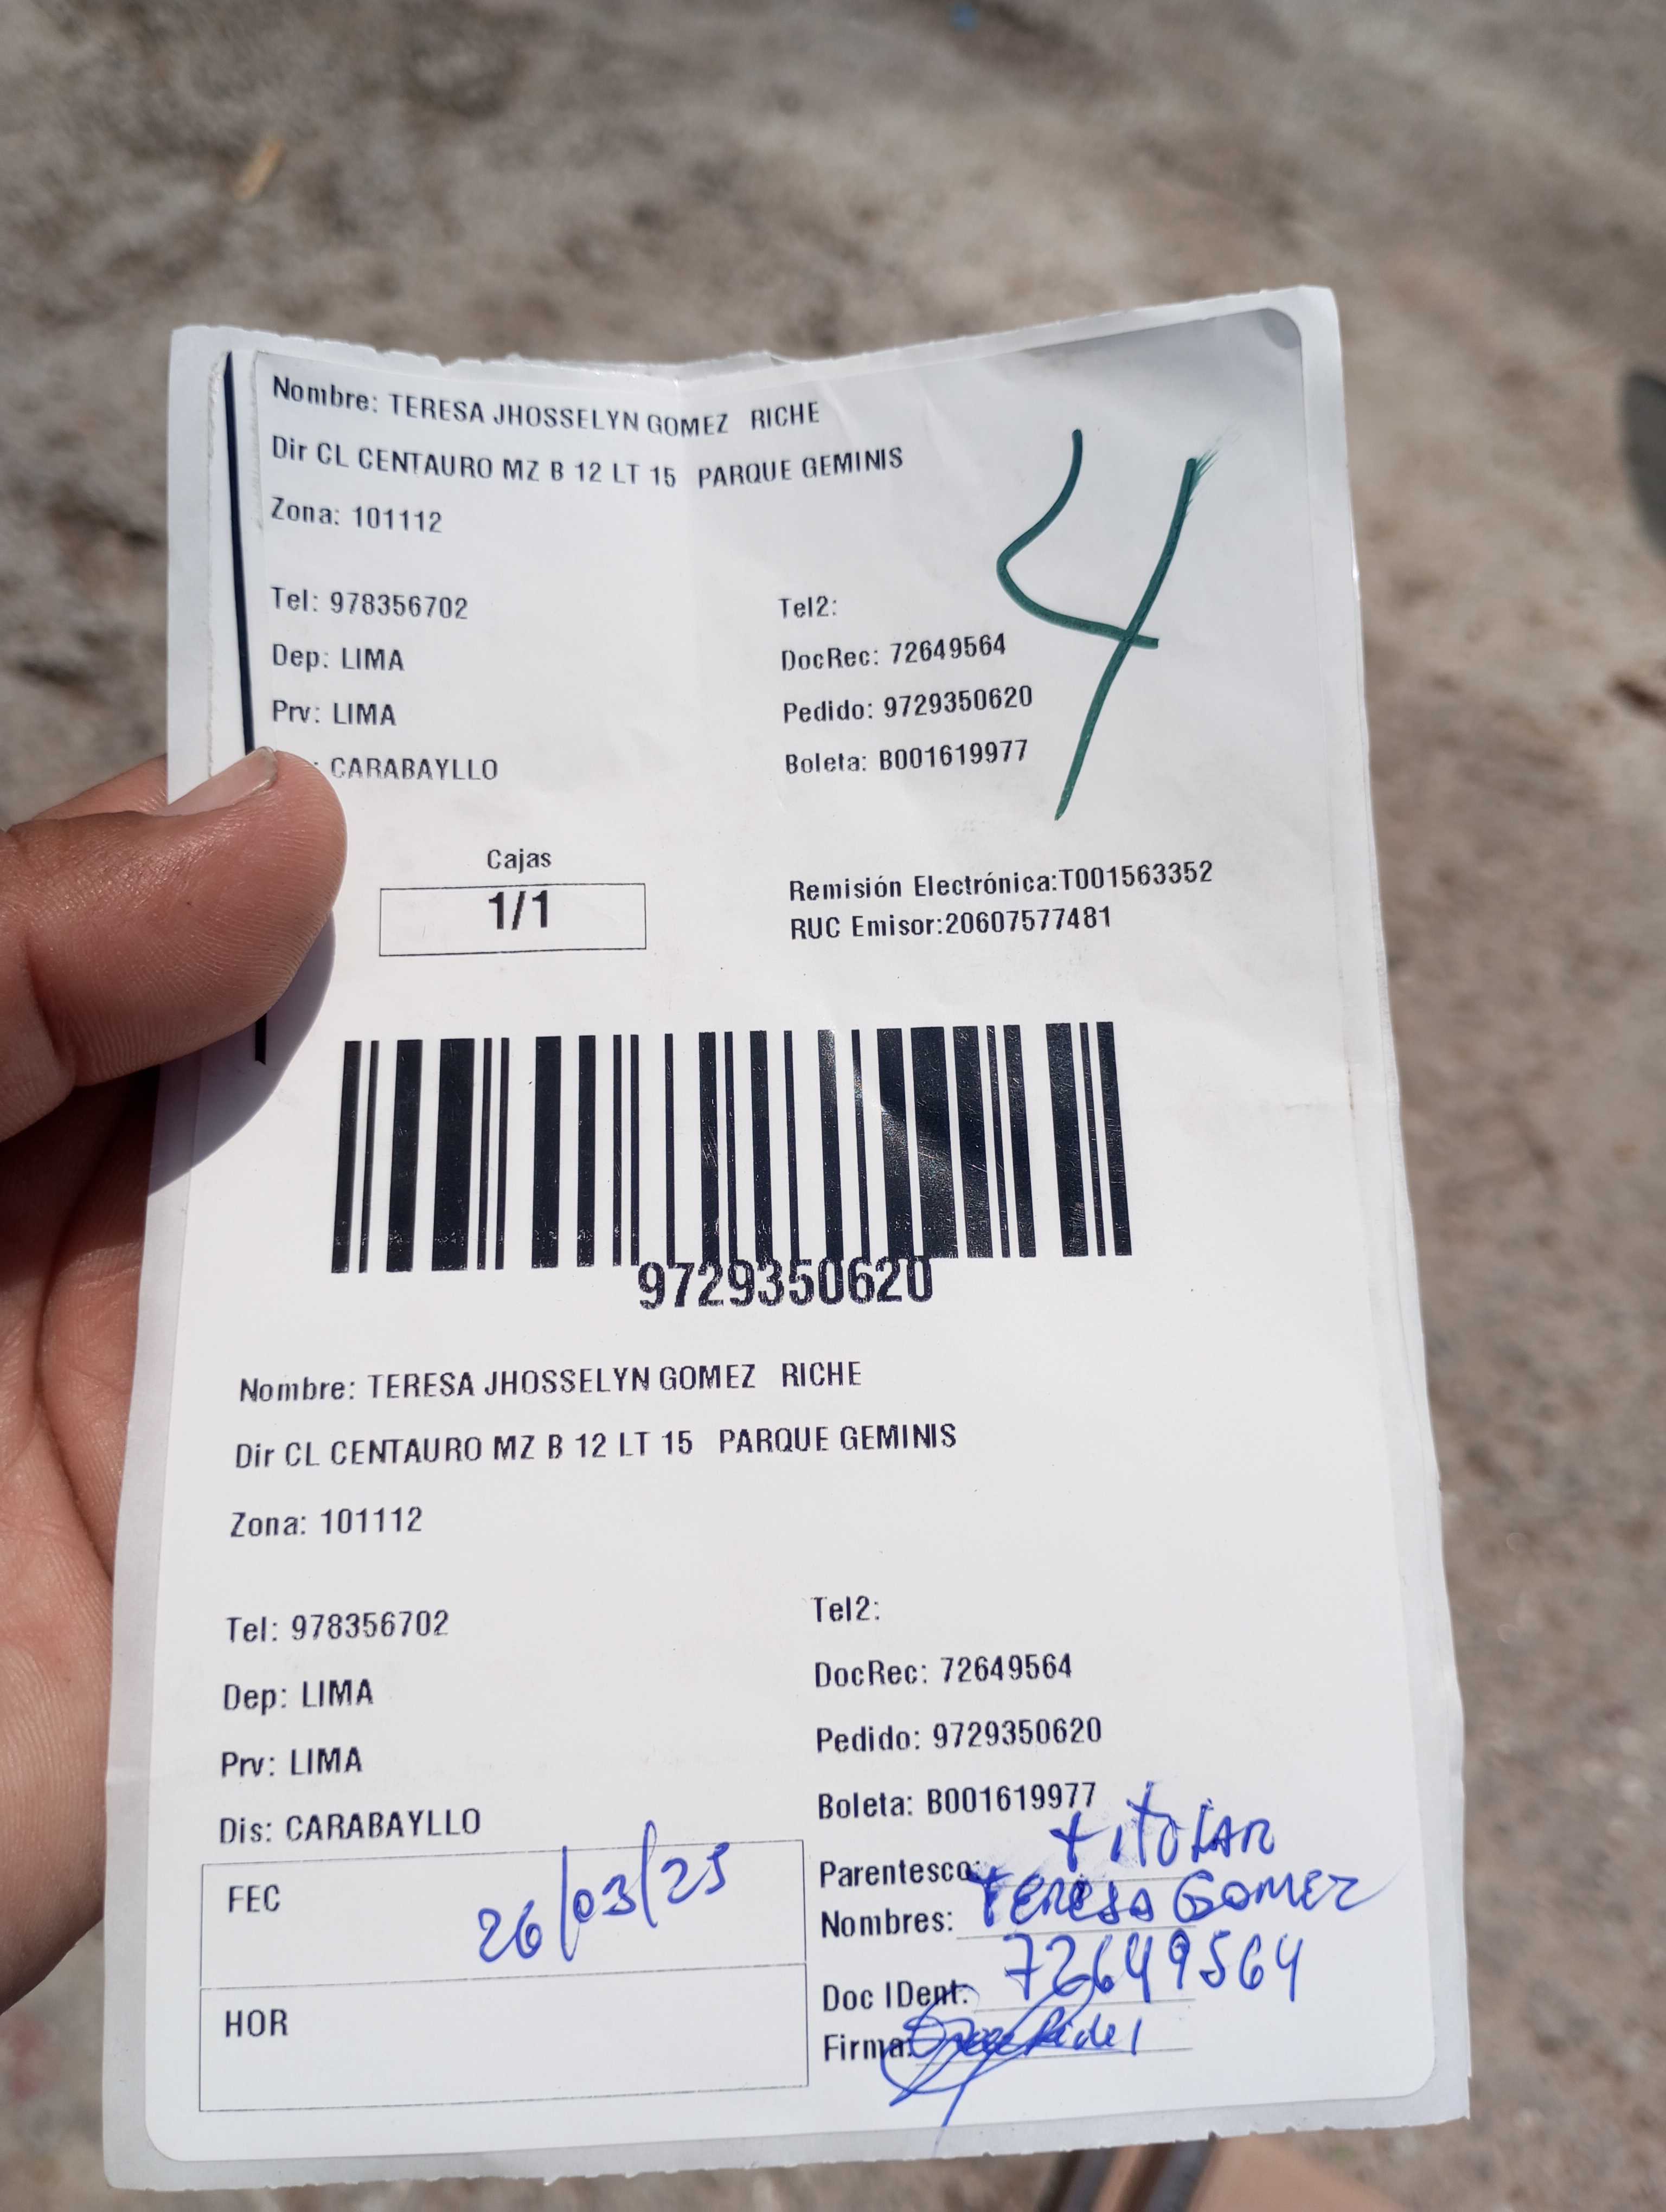 Nombre: TERESA JHOSSELYN GOMEZ RICHE
Dir CL CENTAURO MZ B 12 LT 15 PARQUE GEMINIS
Zona: 101112
4
Tel: 978356702
Tel2:
Dep: LIMA
DocRec: 72649564
Prv: LIMA
Pedido: 9729350620
: CARABAYLLO
Boleta: B001619977
Cajas
1/1
Remisión Electrónica:T001563352
RUC Emisor:20607577481
9729350620
Nombre: TERESA JHOSSELYN GOMEZ RICHE
Dir CL CENTAURO MZ B 12 LT 15 PARQUE GEMINIS
Zona: 101112
Tel: 978356702
Tel2:
Dep: LIMA
DocRec: 72649564
Prv: LIMA
Pedido: 9729350620
Dis: CARABAYLLO
Boleta: B001619977
FEC 26/03/25
Parentesco: titolar
Nombres: Teresa Gomez
Doc IDent: 72649564
HOR
Firma: